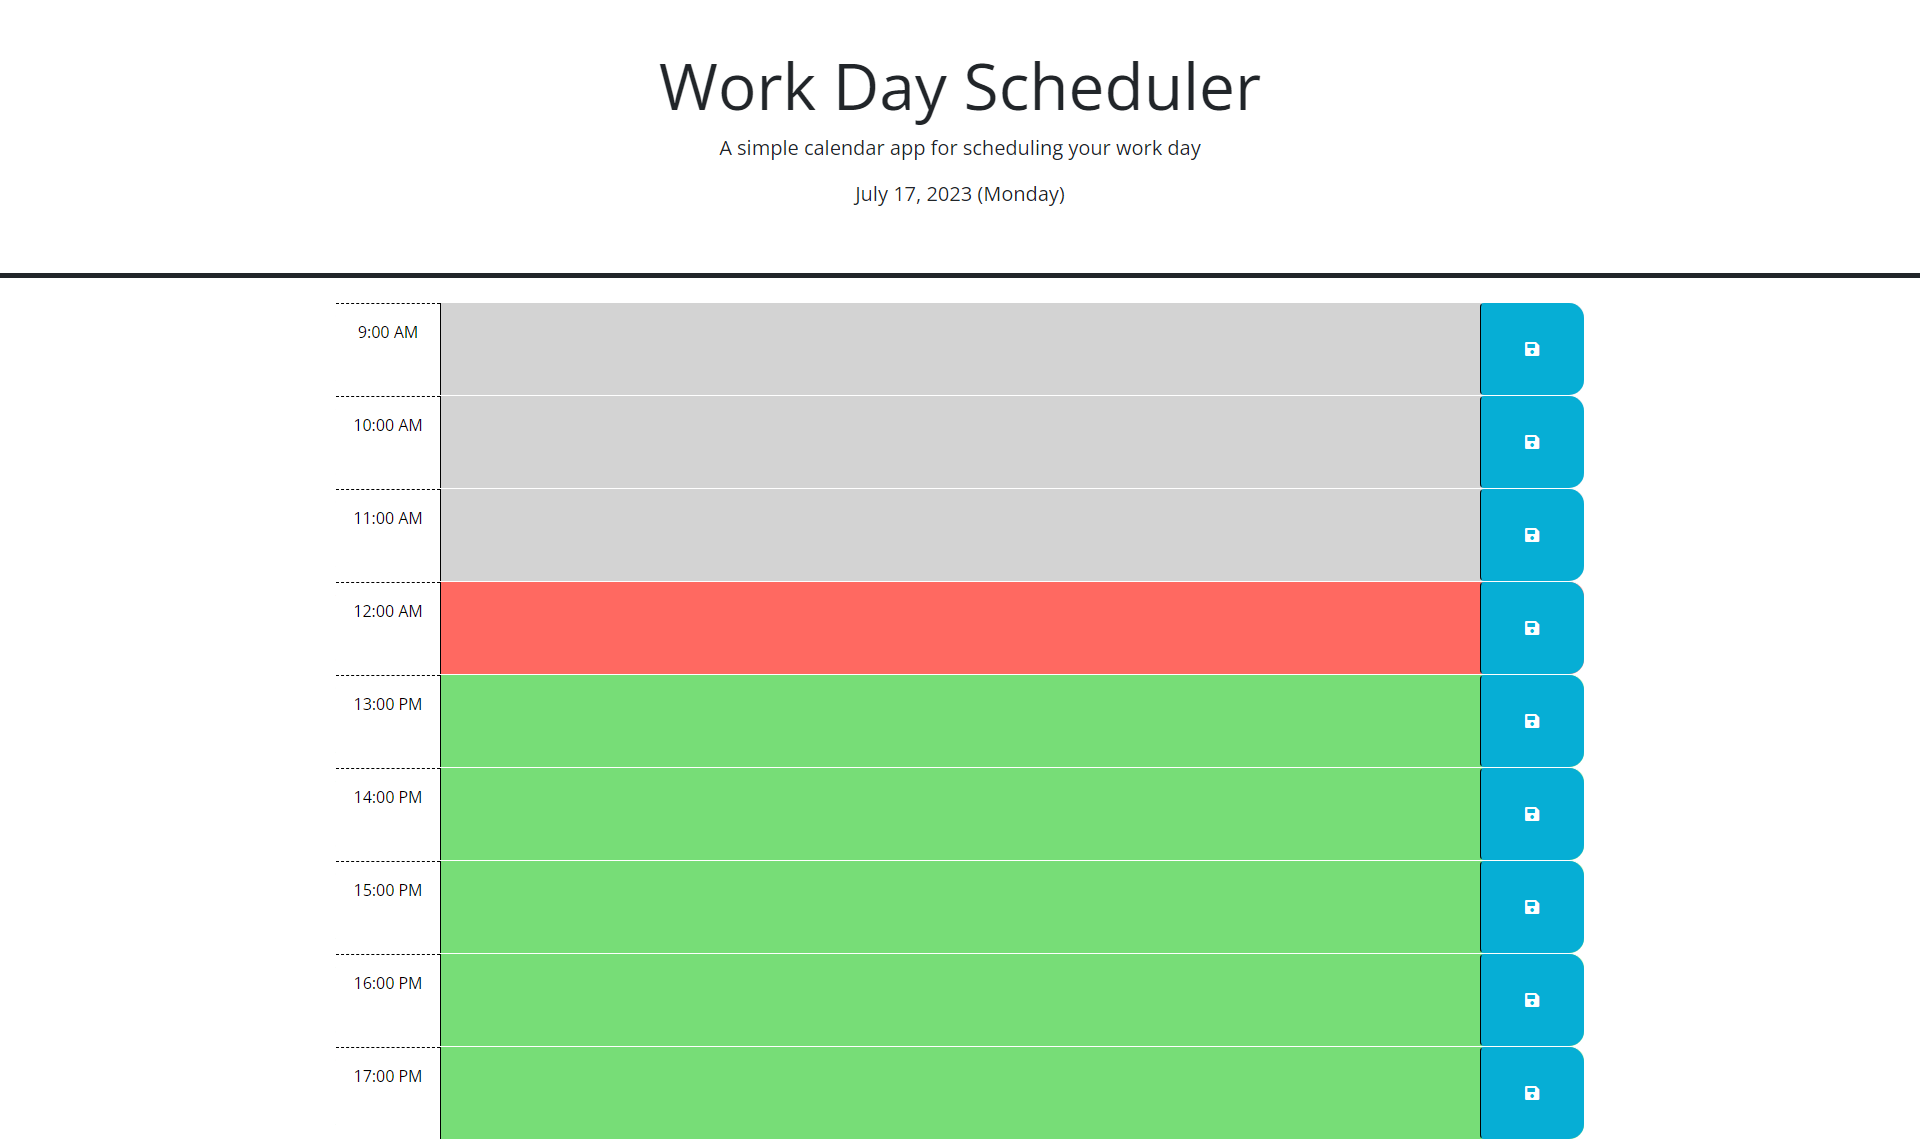 Work Day Scheduler
A simple calendar app for scheduling your work day
July 17, 2023 (Monday)
9:00 AM
10:00 AM
11:00 AM
12:00 AM
13:00 PM
14:00 PM
15:00 PM
16:00 PM
17:00 PM